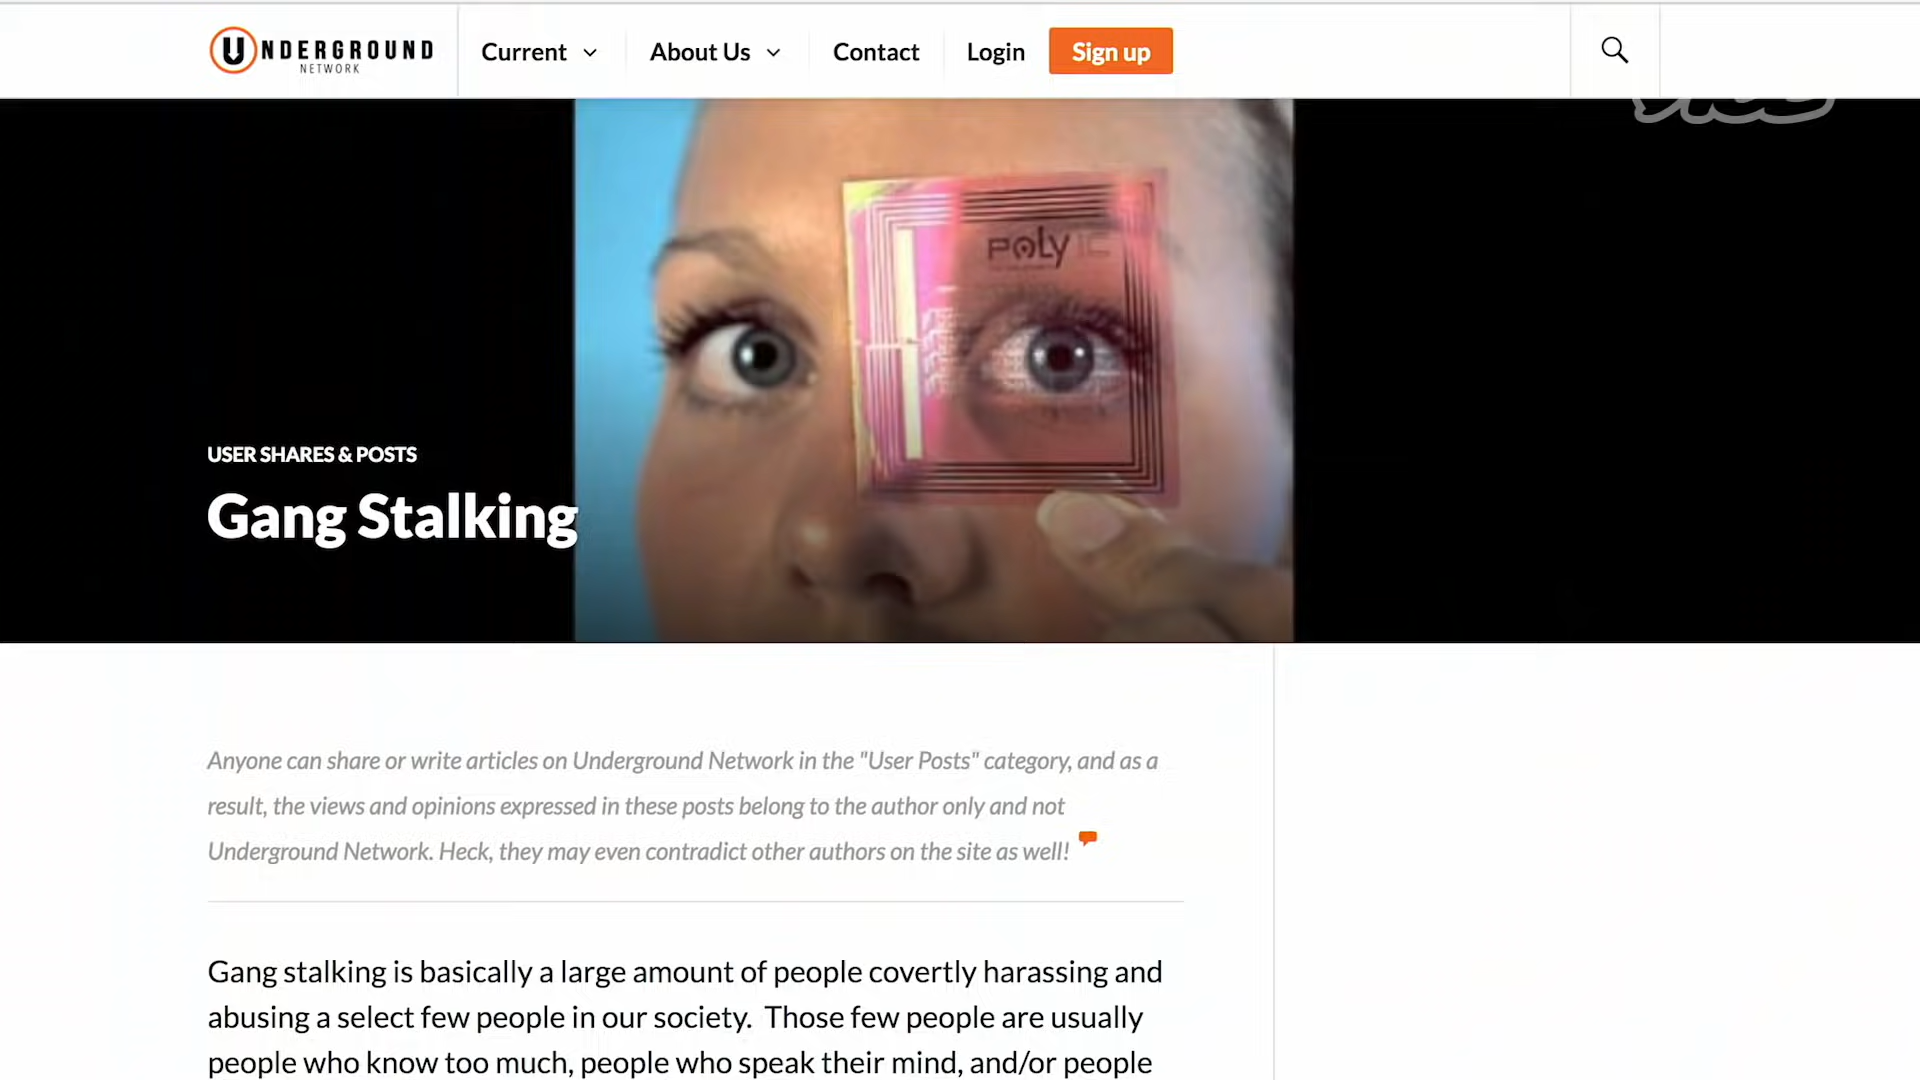 UNDERGROUND
NETWORK
Current
About Us
Contact
Login
Sign up
POLY IC
USER SHARES & POSTS
Gang Stalking
Anyone can share or write articles on Underground Network in the "User Posts" category, and as a
result, the views and opinions expressed in these posts belong to the author only and not
Underground Network. Heck, they may even contradict other authors on the site as well!
Gang stalking is basically a large amount of people covertly harassing and
abusing a select few people in our society.  Those few people are usually
people who know too much, people who speak their mind, and/or people